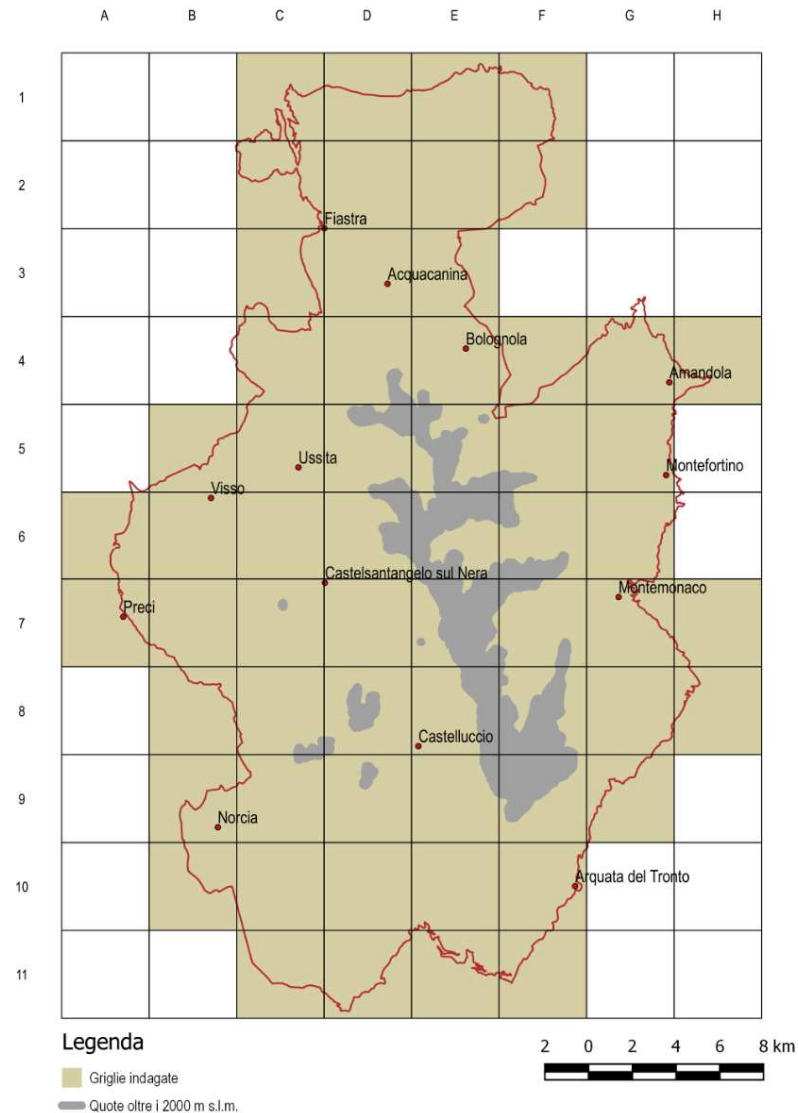 A B C D E F G H
1
2
Fiastra
3
Acquacanina
4
Bolognola
Amandola
5
Ussita
Montefortino
Visso
6
Castelsantangelo sul Nera
Montemonaco
7
Preci
8
Castelluccio
9
Norcia
10
Arquata del Tronto
11
Legenda
2 0 2 4 6 8 km
Griglie indagate
Quote oltre i 2000 m s.l.m.